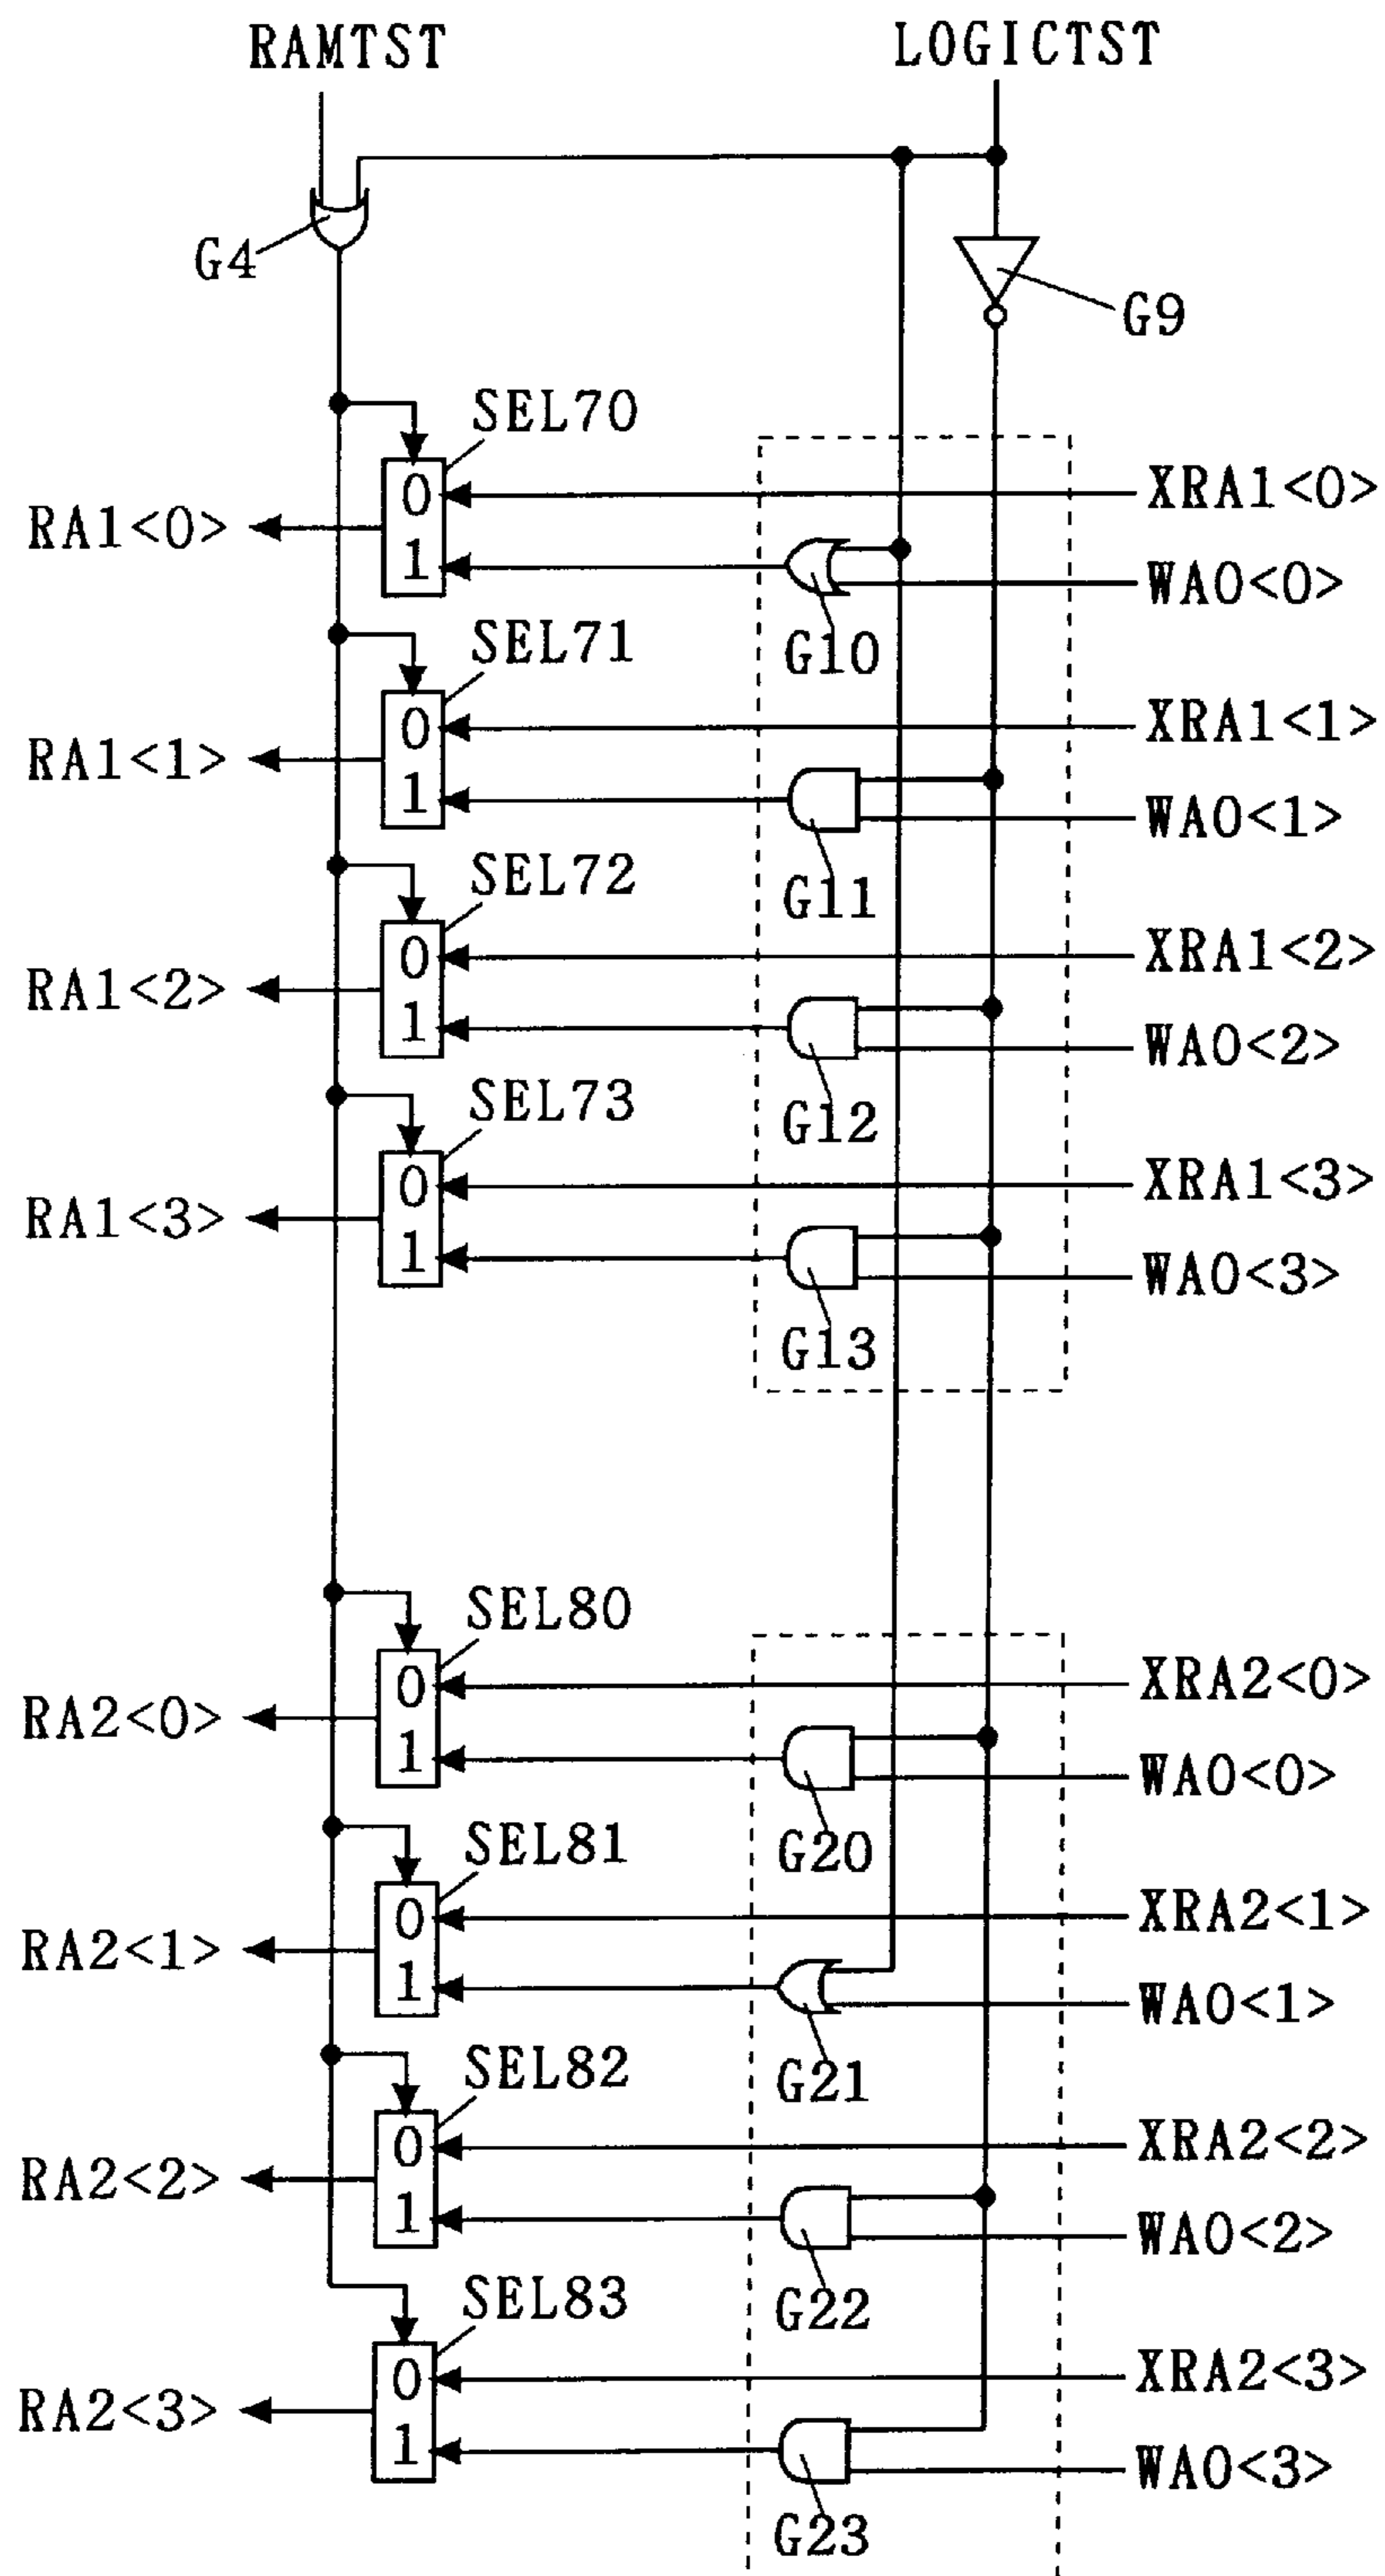 RAMTST LOGICTST
G4
G9
SEL70
0
1
RA1<0>
XRA1<0>
WA0<0>
G10
SEL71
0
1
RA1<1>
XRA1<1>
WA0<1>
G11
SEL72
0
1
RA1<2>
XRA1<2>
WA0<2>
G12
SEL73
0
1
RA1<3>
XRA1<3>
WA0<3>
G13
SEL80
0
1
RA2<0>
XRA2<0>
WA0<0>
G20
SEL81
0
1
RA2<1>
XRA2<1>
WA0<1>
G21
SEL82
0
1
RA2<2>
XRA2<2>
WA0<2>
G22
SEL83
0
1
RA2<3>
XRA2<3>
WA0<3>
G23